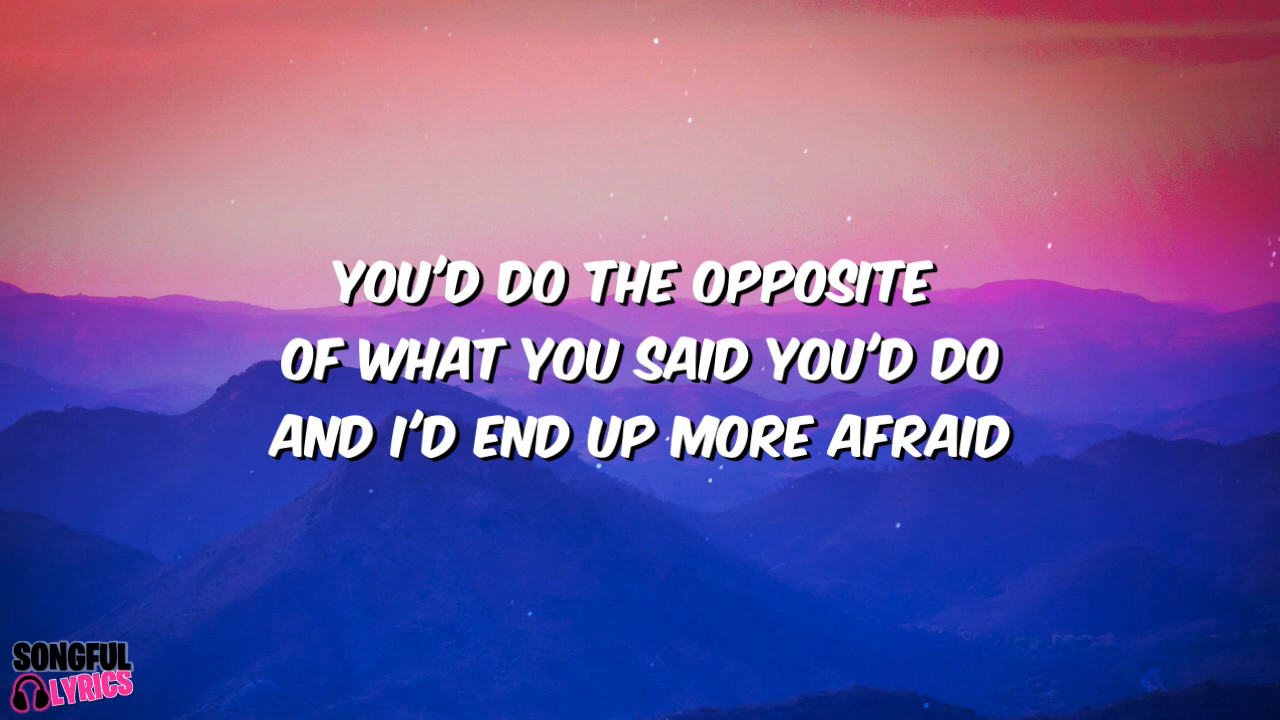 YOU'D DO THE OPPOSITE
OF WHAT YOU SAID YOU'D DO
AND I'D END UP MORE AFRAID
SONGFUL
LYRICS